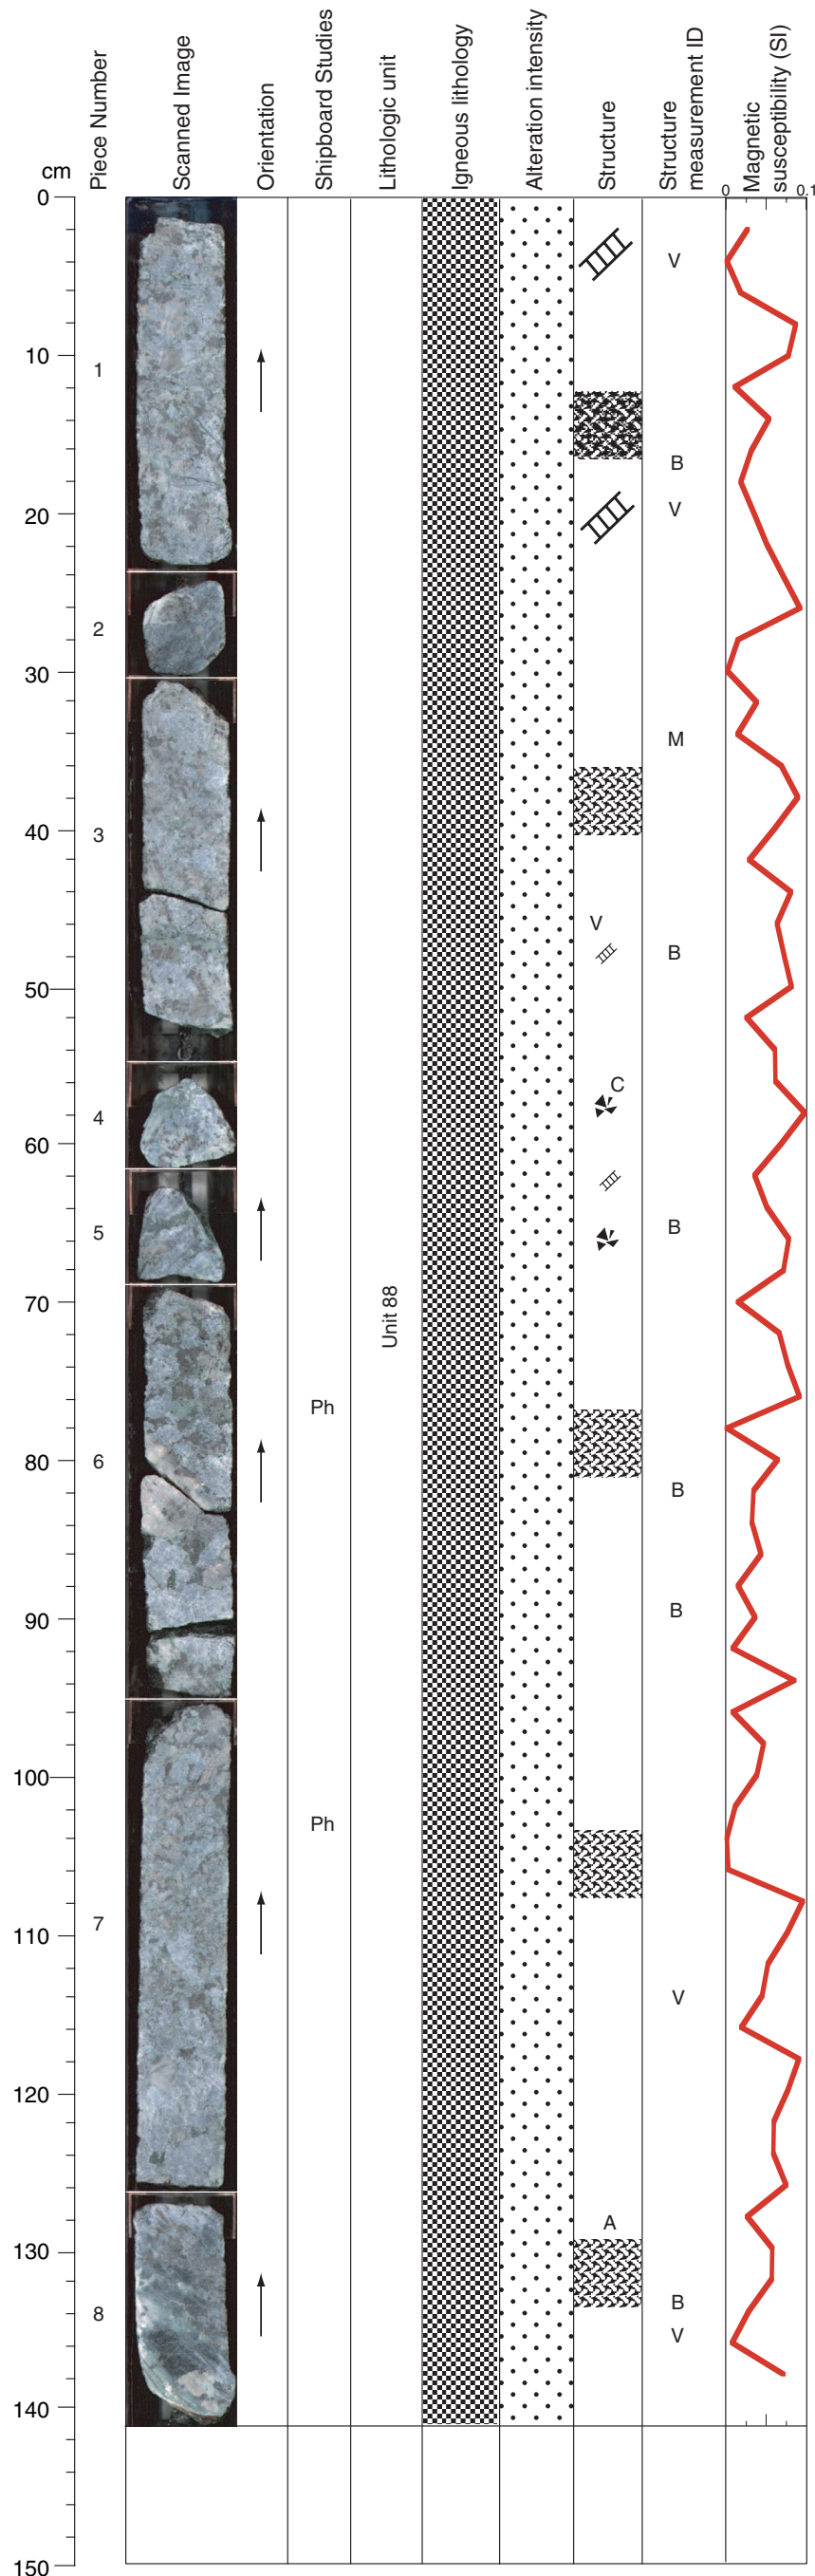 cm
Piece Number
Scanned Image
Orientation
Shipboard Studies
Lithologic unit
Igneous lithology
Alteration intensity
Structure
Structure
measurement ID
Magnetic
susceptibility (SI)
0 0.1
0
V
10
1
B
20
V
2
30
M
3
40
V
B
50
C
4
60
B
5
70
Unit 88
Ph
80
6
B
B
90
100
Ph
7
110
V
120
A
130
B
8
V
140
150